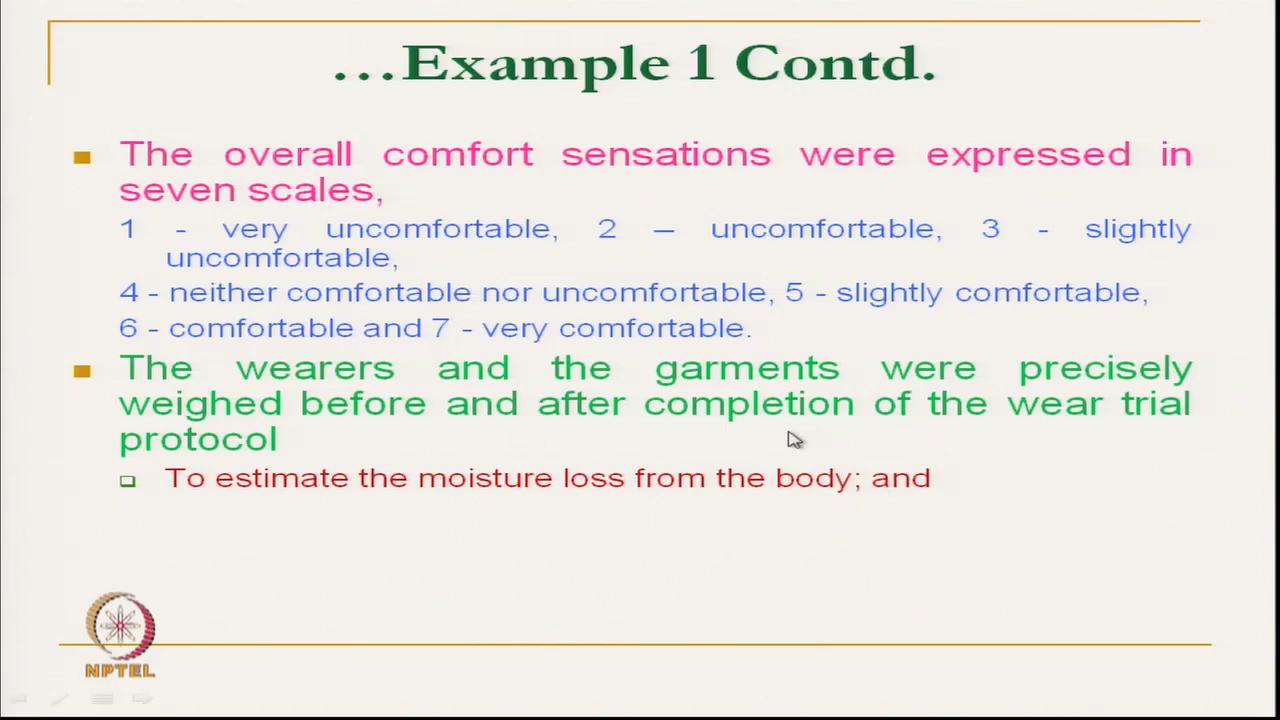 ...Example 1 Contd.
The overall comfort sensations were expressed in
seven scales,
1 - very uncomfortable, 2 – uncomfortable, 3 - slightly
uncomfortable,
4 - neither comfortable nor uncomfortable, 5 - slightly comfortable,
6 - comfortable and 7 - very comfortable.
The wearers and the garments were precisely
weighed before and after completion of the wear trial
protocol
To estimate the moisture loss from the body; and
NPTEL